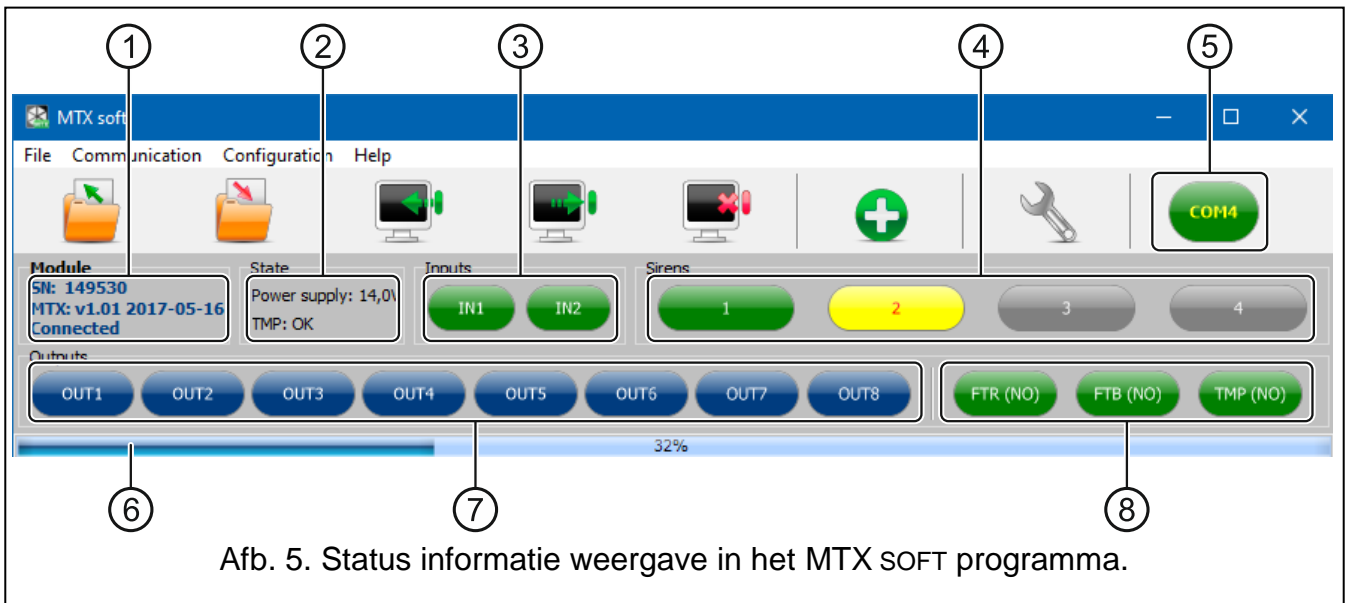 1 2 3 4 5
MTX soft
File Communication Configuration Help
COM4
Module State Inputs Sirens
SN: 149530
MTX: v1.01 2017-05-16
Connected
Power supply: 14,0V
TMP: OK
IN1 IN2
1 2 3 4
Outputs
OUT1 OUT2 OUT3 OUT4 OUT5 OUT6 OUT7 OUT8 FTR (NO) FTB (NO) TMP (NO)
32%
6 7 8
Afb. 5. Status informatie weergave in het MTX SOFT programma.